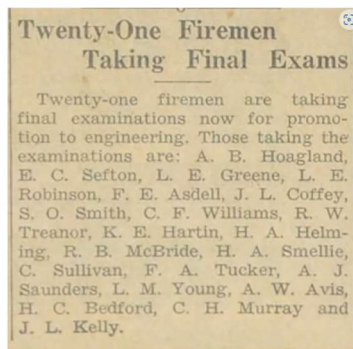 Twenty-One Firemen
Taking Final Exams
Twenty-one firemen are taking
final examinations now for promo-
tion to engineering. Those taking the
examinations are: A. B. Hoagland,
E. C. Sefton, L. E. Greene, L. E.
Robinson, F. E. Asdell, J. L. Coffey,
S. O. Smith, C. F. Williams, R. W.
Treanor, K. E. Hartin, H. A. Helm-
ing, R. B. McBride, H. A. Smellie,
C. Sullivan, F. A. Tucker, A. J.
Saunders, L. M. Young, A. W. Avis,
H. C. Bedford, C. H. Murray and
J. L. Kelly.